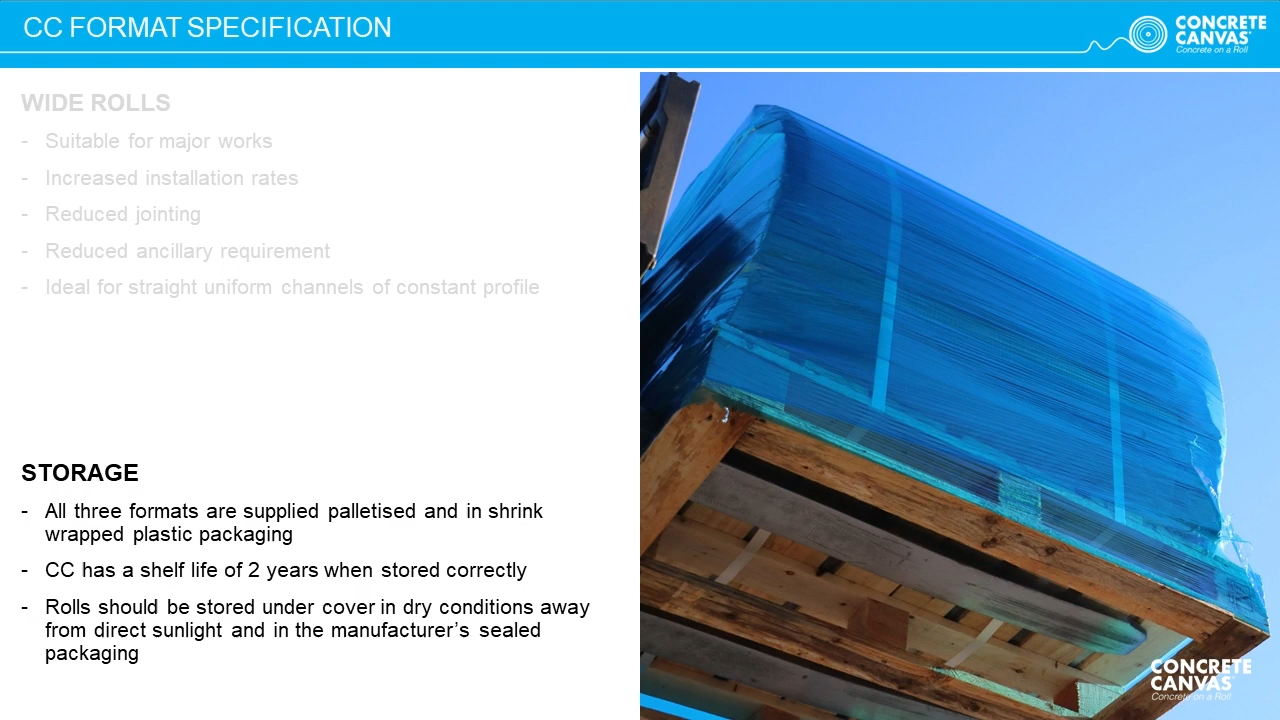 CC FORMAT SPECIFICATION
CONCRETE
CANVAS®
Concrete on a Roll
WIDE ROLLS
- Suitable for major works
- Increased installation rates
- Reduced jointing
- Reduced ancillary requirement
- Ideal for straight uniform channels of constant profile
STORAGE
- All three formats are supplied palletised and in shrink
wrapped plastic packaging
- CC has a shelf life of 2 years when stored correctly
- Rolls should be stored under cover in dry conditions away
from direct sunlight and in the manufacturer’s sealed
packaging
CONCRETE
CANVAS®
Concrete on a Roll